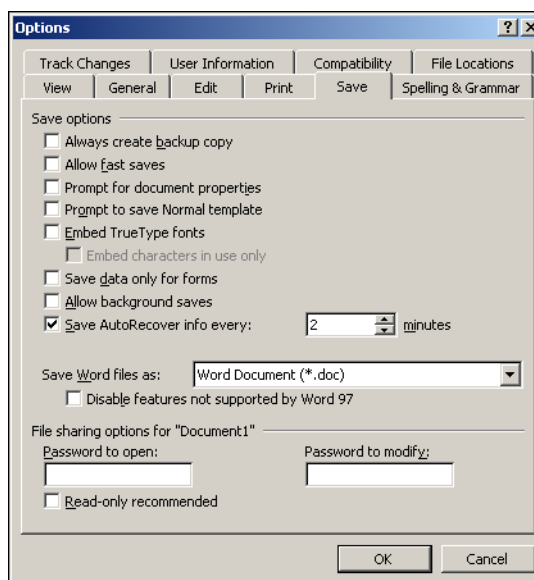 Options
Track Changes User Information Compatibility File Locations
View General Edit Print Save Spelling & Grammar
Save options
Always create backup copy
Allow fast saves
Prompt for document properties
Prompt to save Normal template
Embed TrueType fonts
Embed characters in use only
Save data only for forms
Allow background saves
Save AutoRecover info every: 2 minutes
Save Word files as: Word Document (*.doc)
Disable features not supported by Word 97
File sharing options for "Document1"
Password to open: Password to modify:
Read-only recommended
OK Cancel